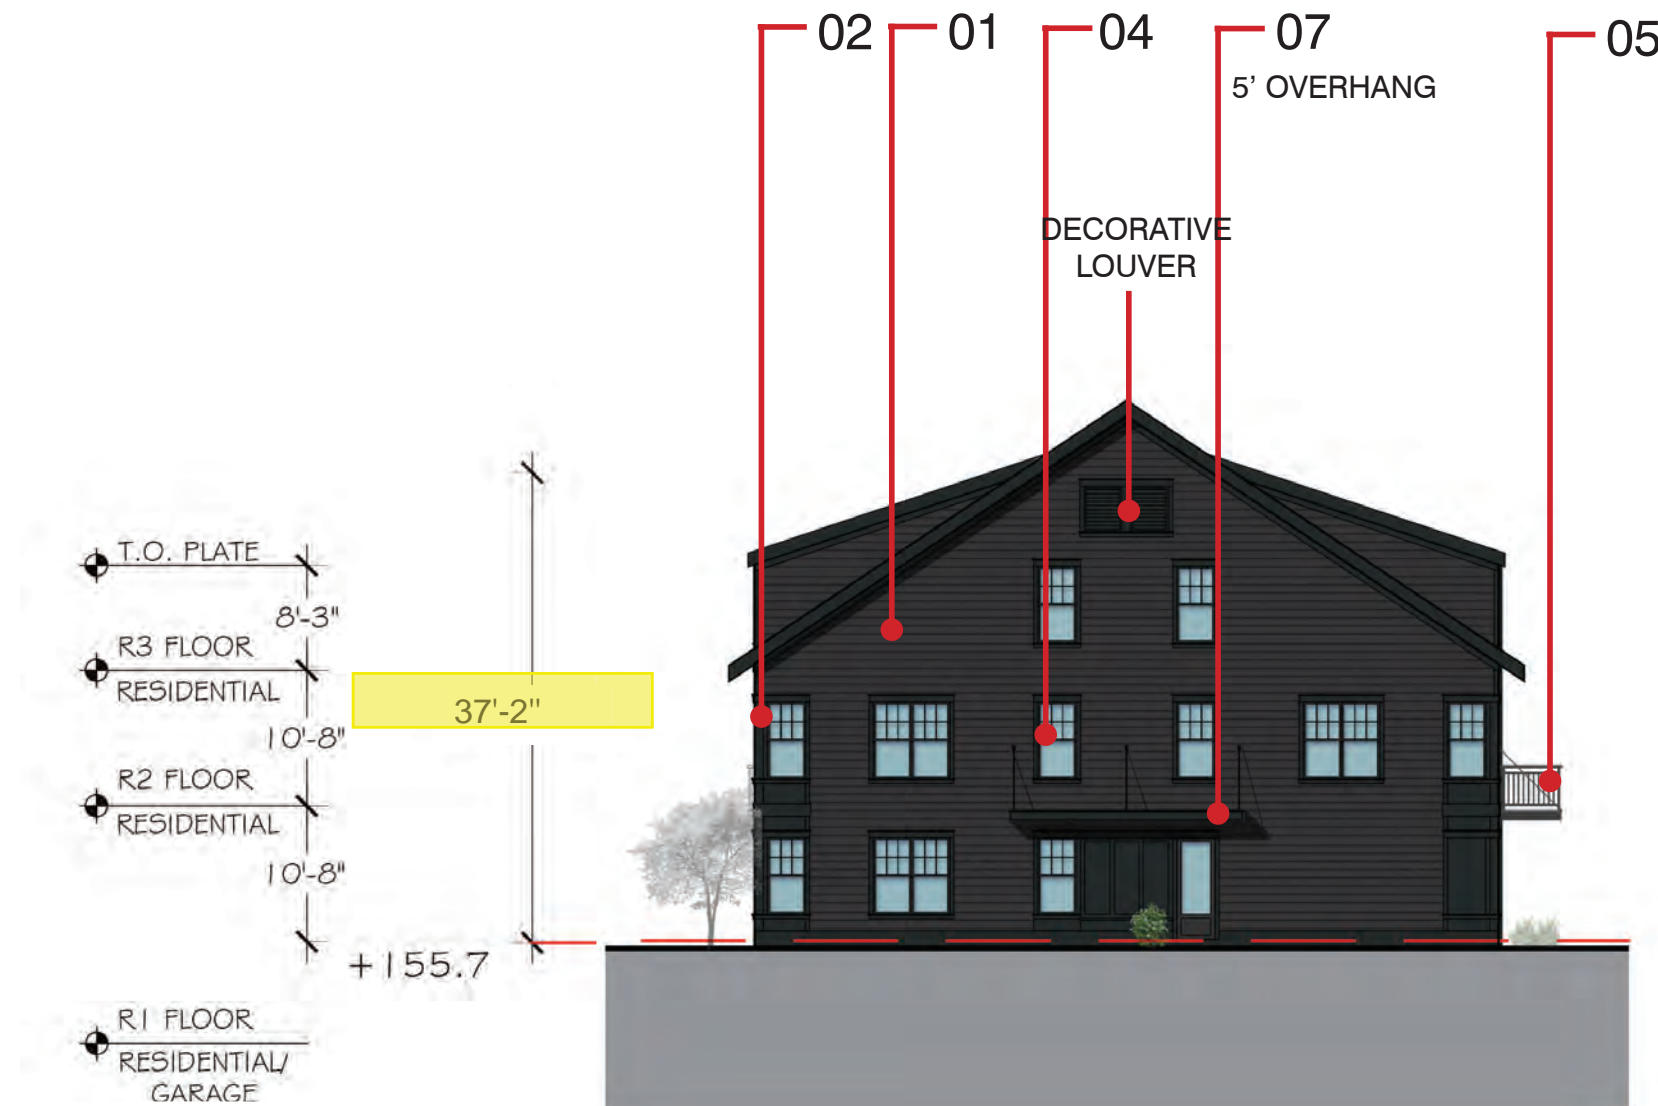 02
01
04
07
05
5’ OVERHANG
DECORATIVE
LOUVER
T.O. PLATE
8'-3"
R3 FLOOR
RESIDENTIAL
37'-2"
10'-8"
R2 FLOOR
RESIDENTIAL
10'-8"
+155.7
R1 FLOOR
RESIDENTIAL/
GARAGE